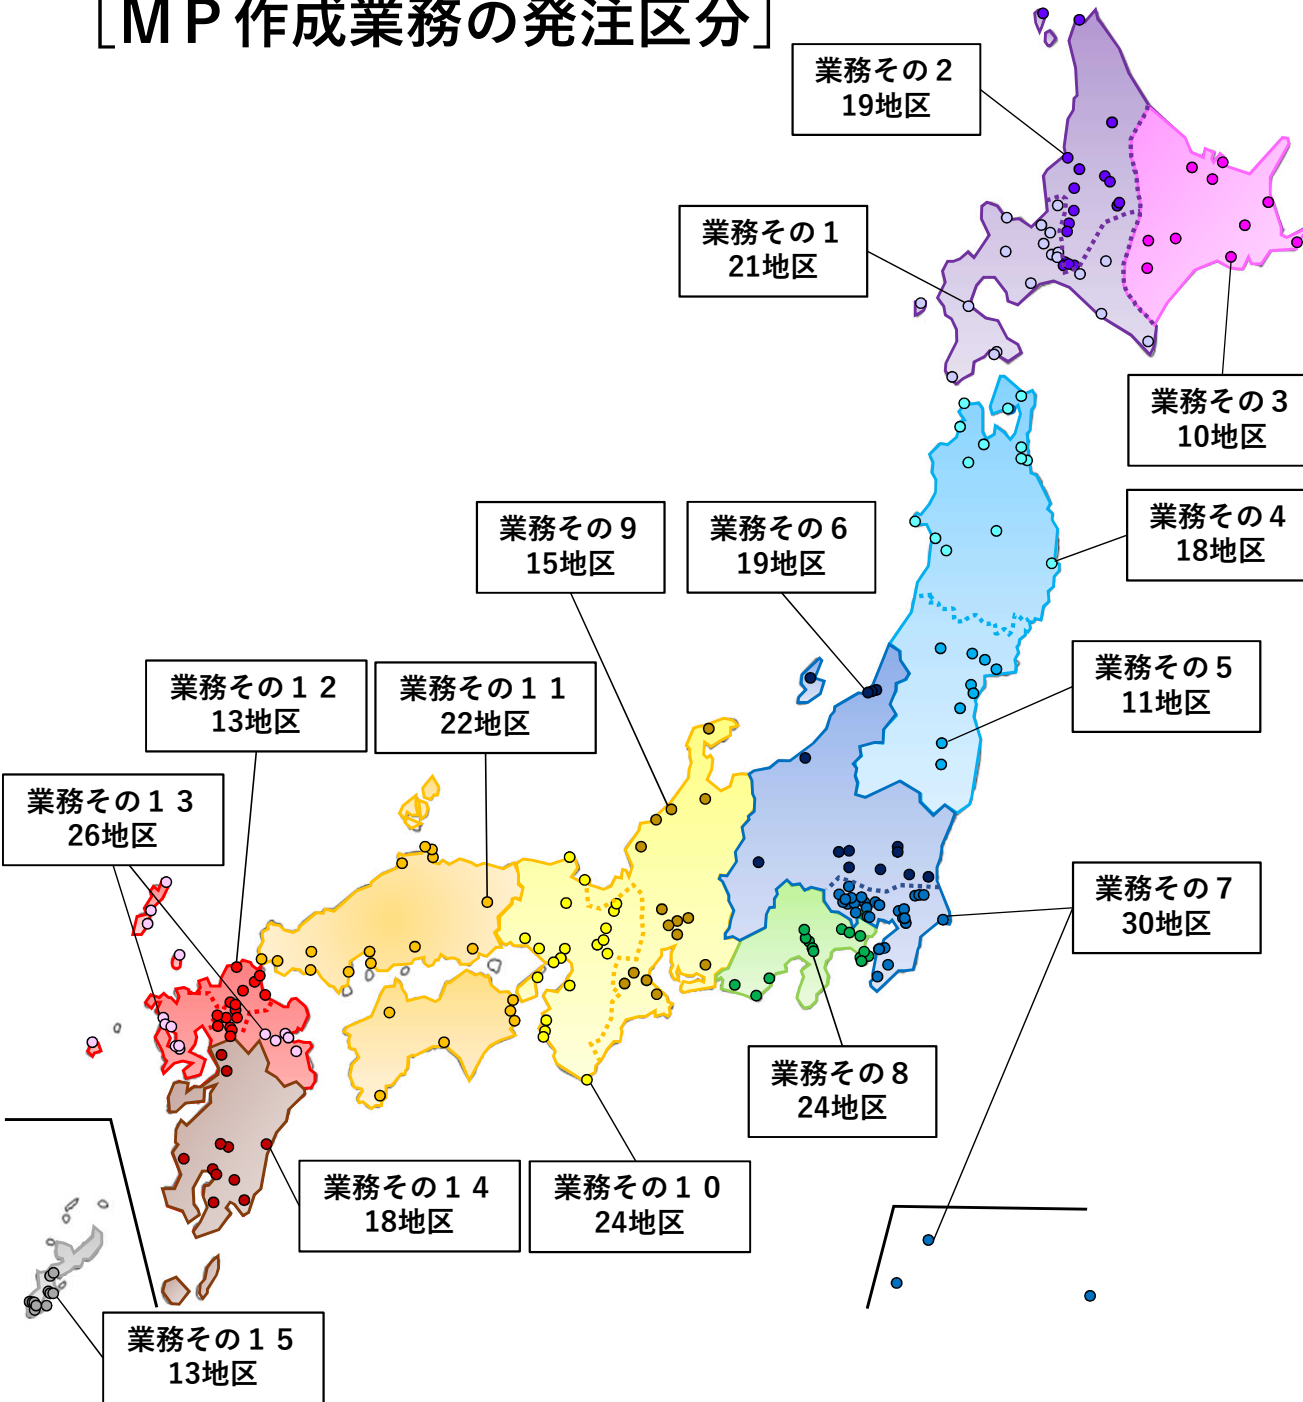 ［ＭＰ作成業務の発注区分］
業務その２
19地区
業務その１
21地区
業務その３
10地区
業務その４
18地区
業務その９
15地区
業務その６
19地区
業務その５
11地区
業務その１２
13地区
業務その１１
22地区
業務その１３
26地区
業務その７
30地区
業務その８
24地区
業務その１４
18地区
業務その１０
24地区
業務その１５
13地区